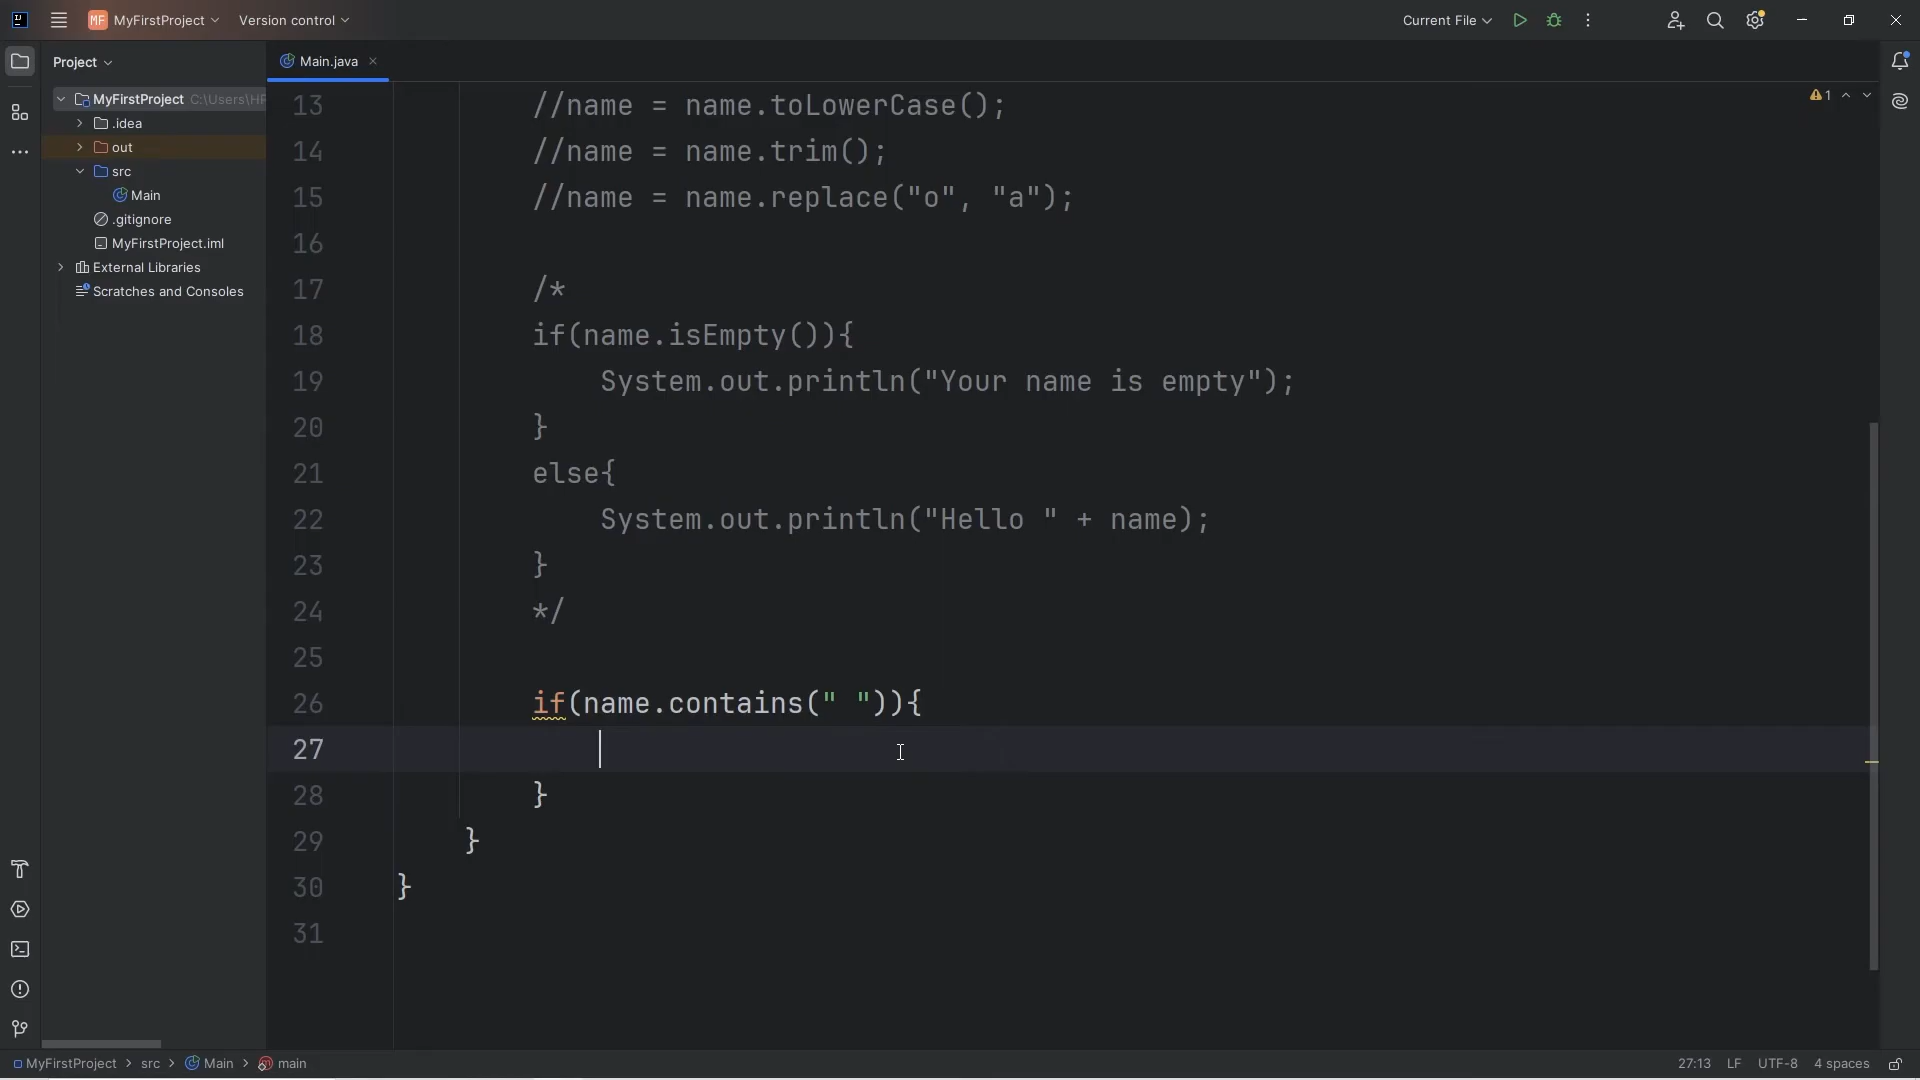 MF MyFirstProject Version control Current File
Project Main.java
MyFirstProject C:\Users\HP
.idea
out
src
Main
.gitignore
MyFirstProject.iml
External Libraries
Scratches and Consoles
1
13 //name = name.toLowerCase();
14 //name = name.trim();
15 //name = name.replace("o", "a");
16
17 /*
18 if(name.isEmpty()){
19 System.out.println("Your name is empty");
20 }
21 else{
22 System.out.println("Hello " + name);
23 }
24 */
25
26 if(name.contains(" ")){
27
28 }
29 }
30 }
31
MyFirstProject > src > Main > main 27:13 LF UTF-8 4 spaces